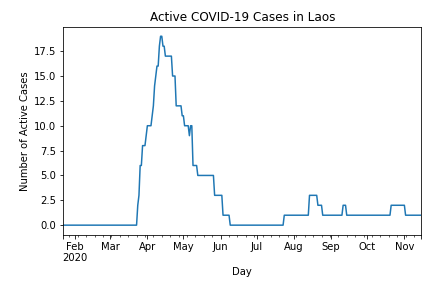 Active COVID-19 Cases in Laos
Number of Active Cases
17.5
15.0
12.5
10.0
7.5
5.0
2.5
0.0
Feb Mar Apr May Jun Jul Aug Sep Oct Nov
2020
Day